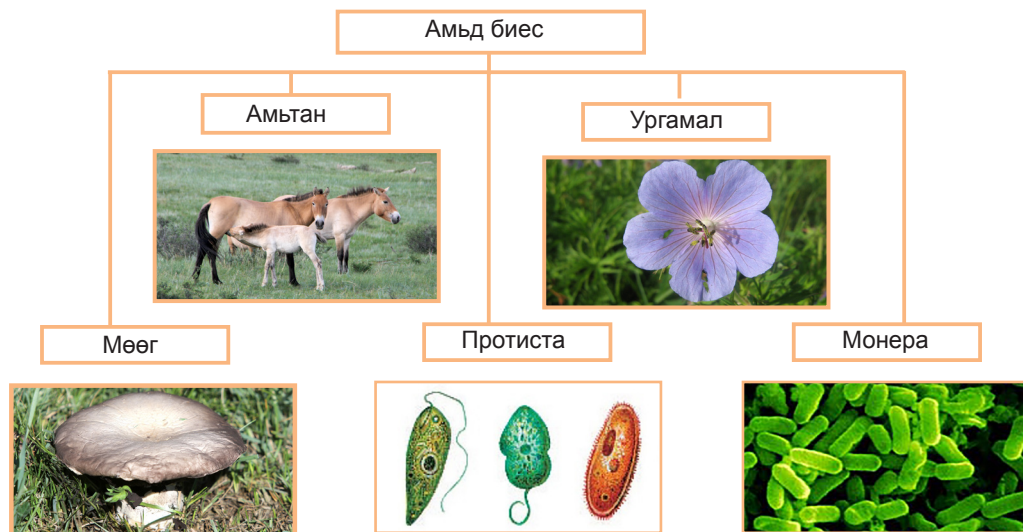 Амьд биес
Амьтан
Ургамал
Мөөг
Протиста
Монера